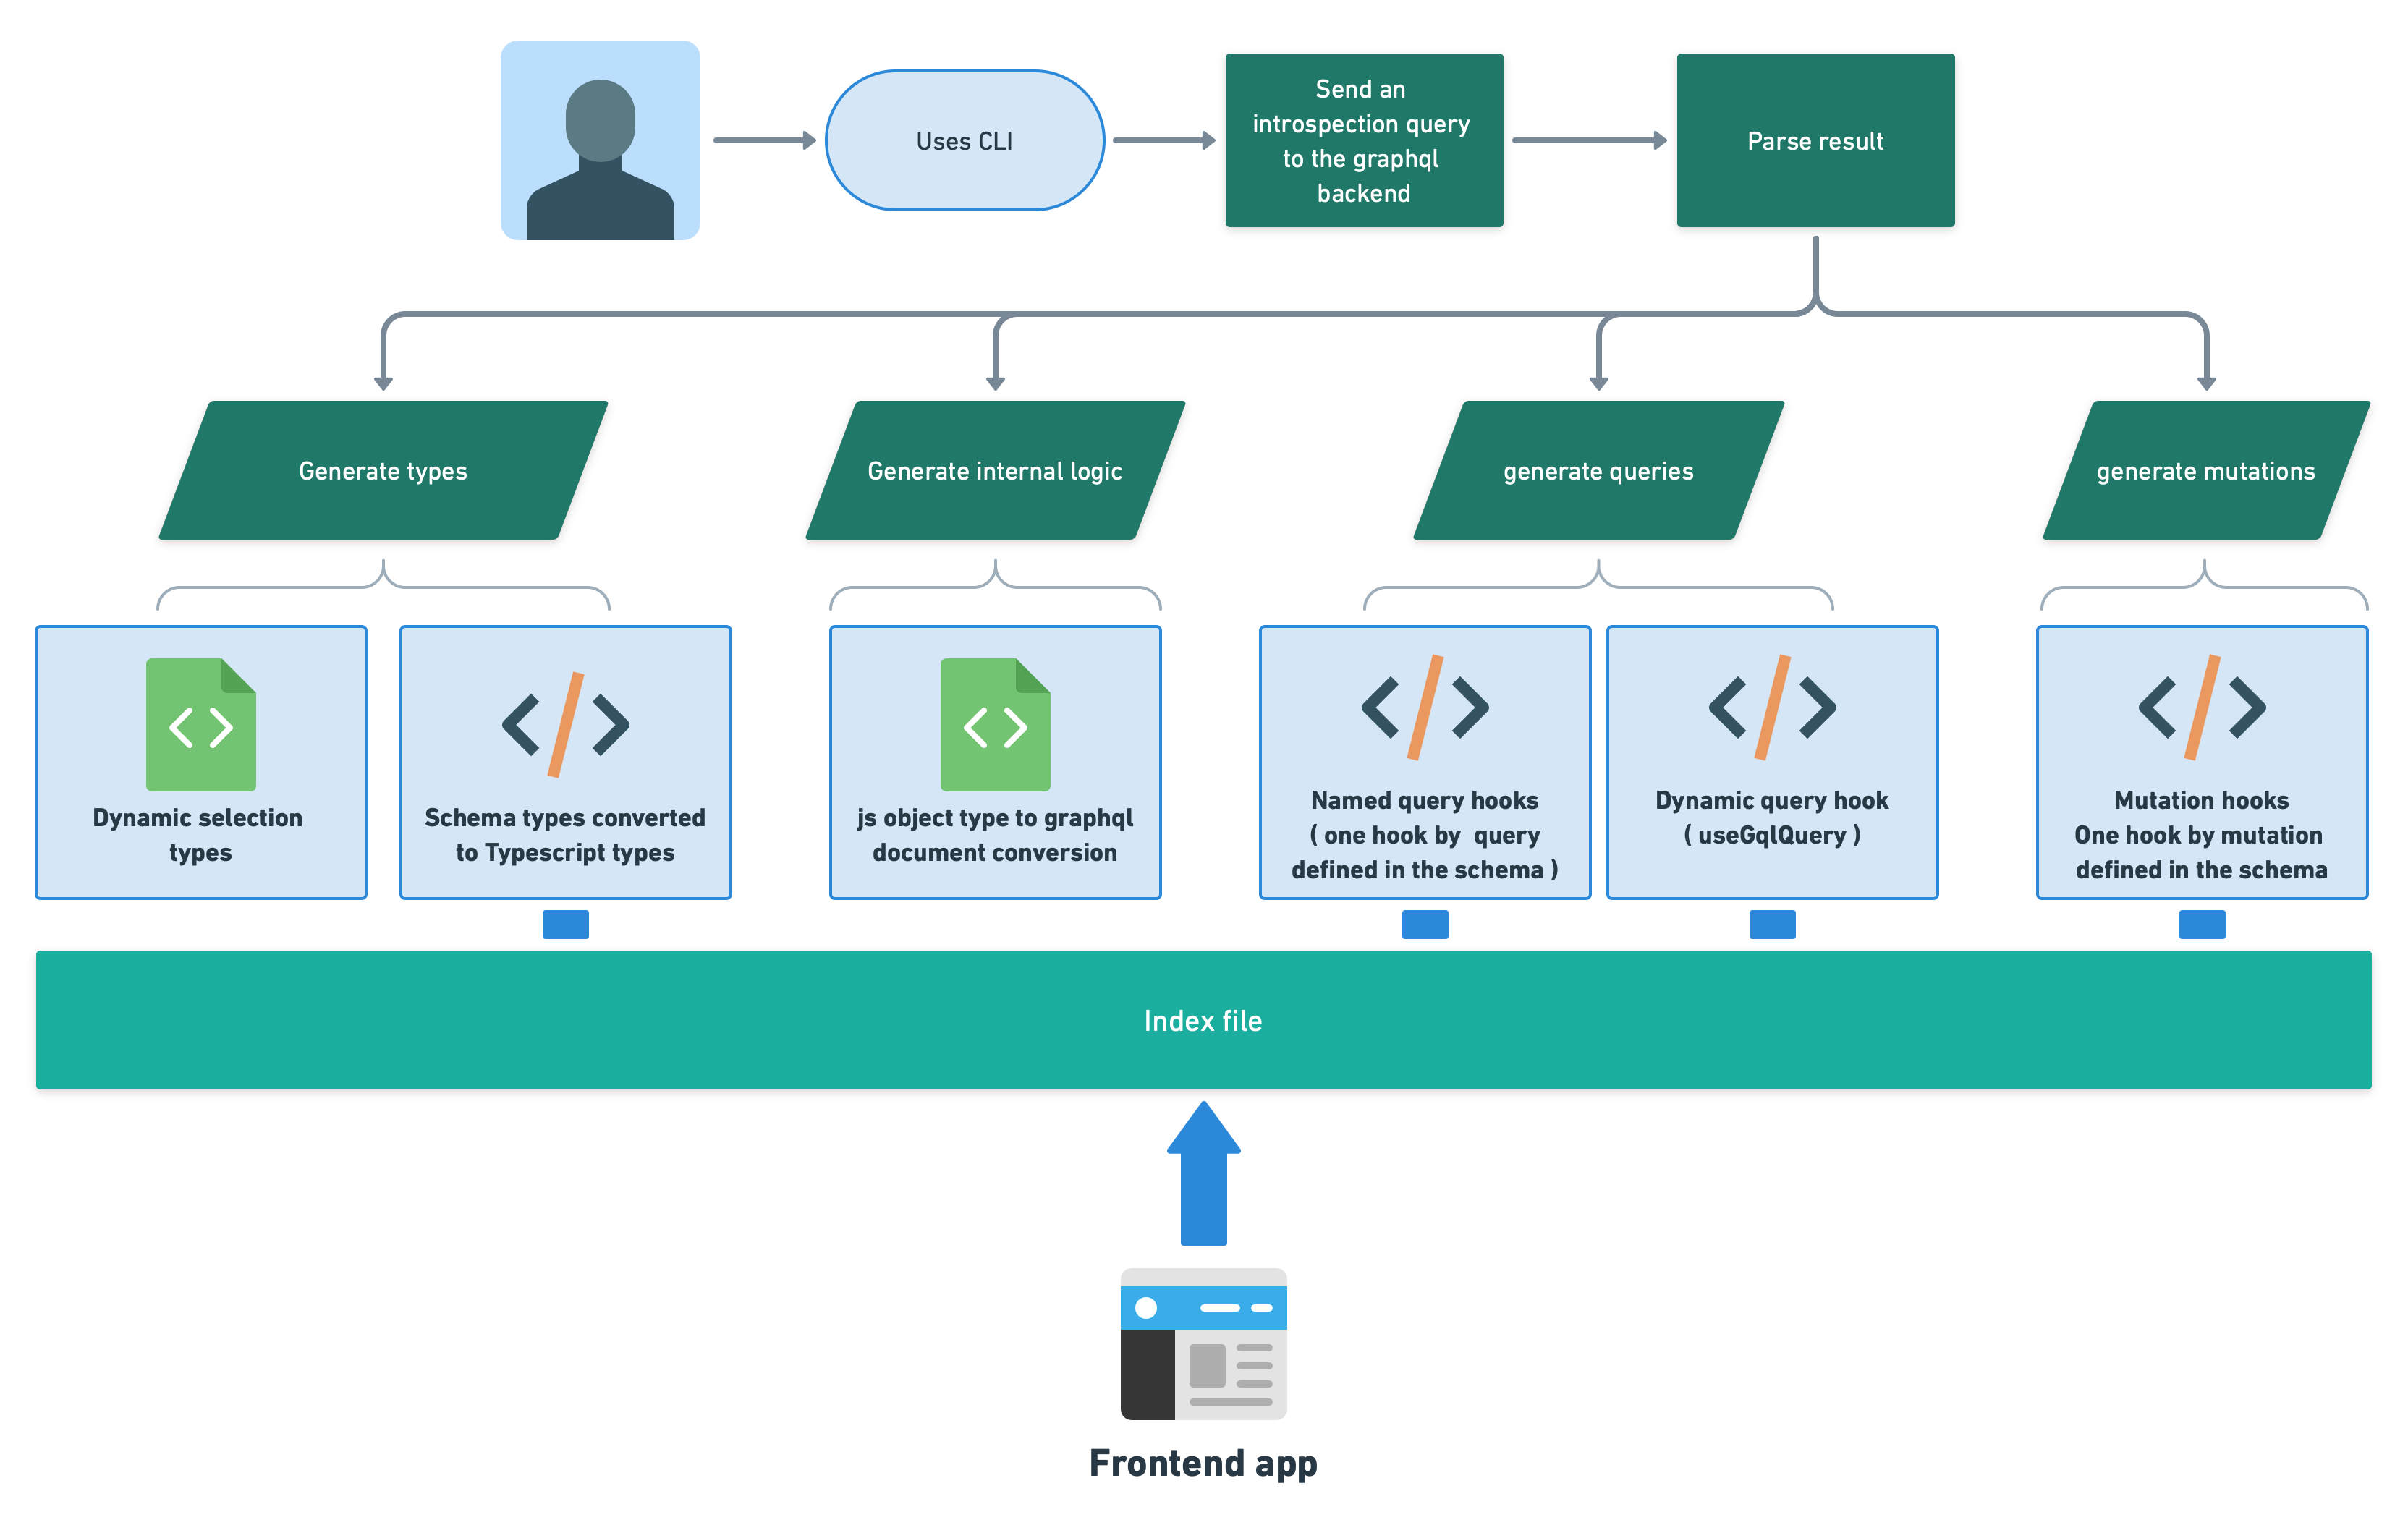 Uses CLI
Send an
introspection query
to the graphql
backend
Parse result
Generate types
Generate internal logic
generate queries
generate mutations
Dynamic selection
types
Schema types converted
to Typescript types
js object type to graphql
document conversion
Named query hooks
( one hook by  query
defined in the schema )
Dynamic query hook
( useGqlQuery )
Mutation hooks
One hook by mutation
defined in the schema
Index file
Frontend app